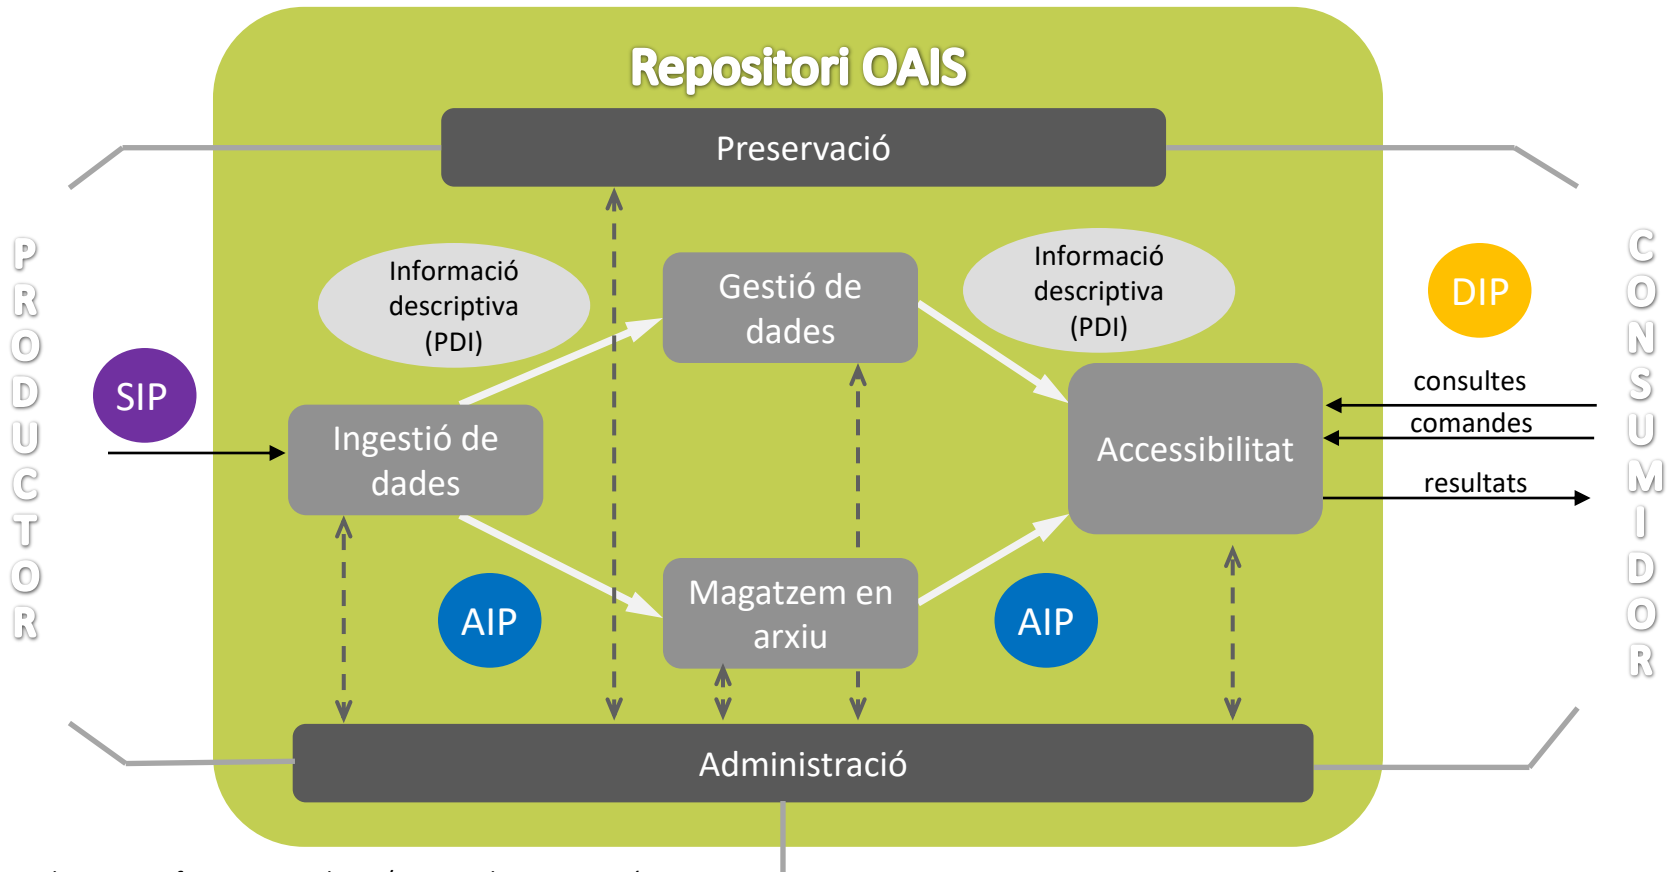 Repositori OAIS
Preservació
PRODUCTOR
SIP
Informació
descriptiva
(PDI)
Gestió de
dades
Informació
descriptiva
(PDI)
DIP
CONSUMIDOR
Ingestió de
dades
Accessibilitat
consultes
comandes
resultats
AIP
Magatzem en
arxiu
AIP
Administració